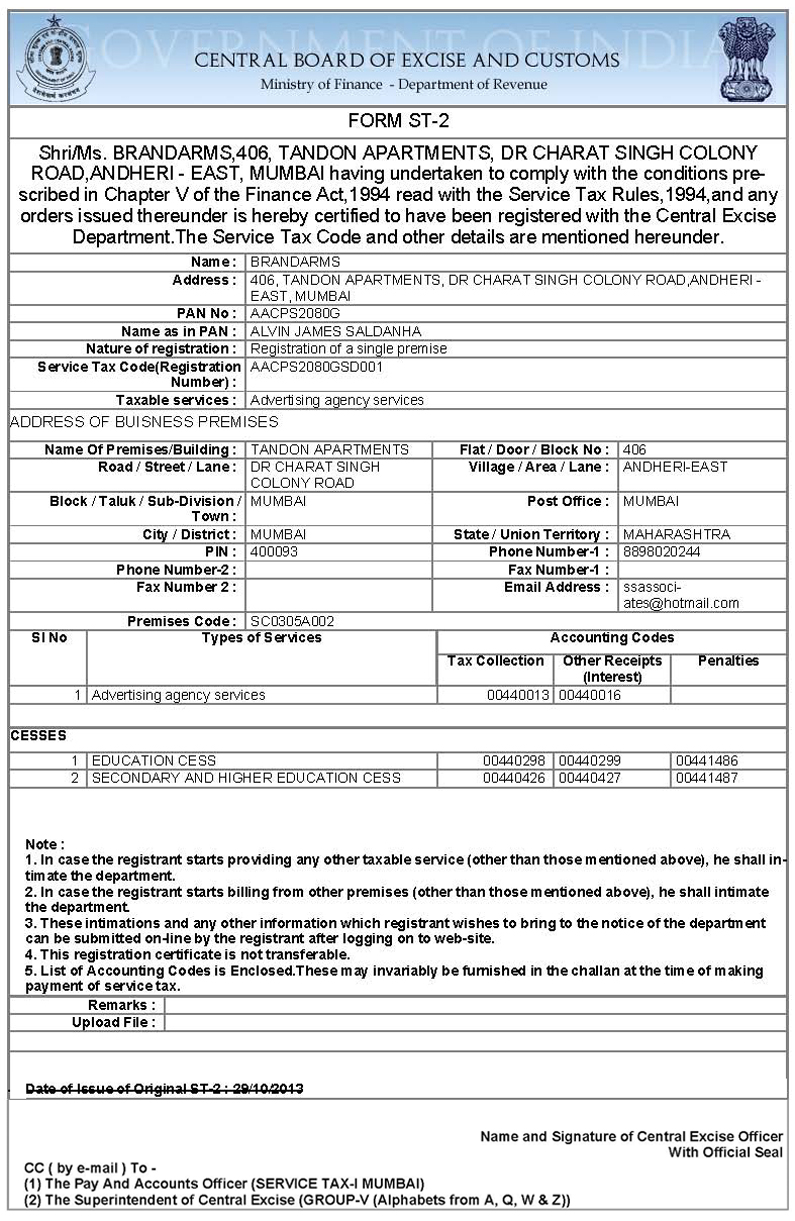 GOVERNMENT OF INDIA
CENTRAL BOARD OF EXCISE AND CUSTOMS
Ministry of Finance - Department of Revenue
FORM ST-2
Shri/Ms. BRANDARMS,406, TANDON APARTMENTS, DR CHARAT SINGH COLONY
ROAD,ANDHERI - EAST, MUMBAI having undertaken to comply with the conditions pre-
scribed in Chapter V of the Finance Act,1994 read with the Service Tax Rules,1994,and any
orders issued thereunder is hereby certified to have been registered with the Central Excise
Department.The Service Tax Code and other details are mentioned hereunder.
Name : BRANDARMS
Address : 406, TANDON APARTMENTS, DR CHARAT SINGH COLONY ROAD,ANDHERI -
EAST, MUMBAI
PAN No : AACPS2080G
Name as in PAN : ALVIN JAMES SALDANHA
Nature of registration : Registration of a single premise
Service Tax Code(Registration AACPS2080GSD001
Number) :
Taxable services : Advertising agency services
ADDRESS OF BUISNESS PREMISES
Name Of Premises/Building : TANDON APARTMENTS Flat / Door / Block No : 406
Road / Street / Lane : DR CHARAT SINGH Village / Area / Lane : ANDHERI-EAST
COLONY ROAD
Block / Taluk / Sub-Division / MUMBAI Post Office : MUMBAI
Town :
City / District : MUMBAI State / Union Territory : MAHARASHTRA
PIN : 400093 Phone Number-1 : 8898020244
Phone Number-2 : Fax Number-1 :
Fax Number 2 : Email Address : ssassoci-
ates@hotmail.com
Premises Code : SC0305A002
Sl No Types of Services Accounting Codes
Tax Collection Other Receipts Penalties
(Interest)
1 Advertising agency services 00440013 00440016
CESSES
1 EDUCATION CESS 00440298 00440299 00441486
2 SECONDARY AND HIGHER EDUCATION CESS 00440426 00440427 00441487
Note :
1. In case the registrant starts providing any other taxable service (other than those mentioned above), he shall in-
timate the department.
2. In case the registrant starts billing from other premises (other than those mentioned above), he shall intimate
the department.
3. These intimations and any other information which registrant wishes to bring to the notice of the department
can be submitted on-line by the registrant after logging on to web-site.
4. This registration certificate is not transferable.
5. List of Accounting Codes is Enclosed.These may invariably be furnished in the challan at the time of making
payment of service tax.
Remarks :
Upload File :
Date of Issue of Original ST-2 : 29/10/2013
Name and Signature of Central Excise Officer
With Official Seal
CC ( by e-mail ) To -
(1) The Pay And Accounts Officer (SERVICE TAX-I MUMBAI)
(2) The Superintendent of Central Excise (GROUP-V (Alphabets from A, Q, W & Z))